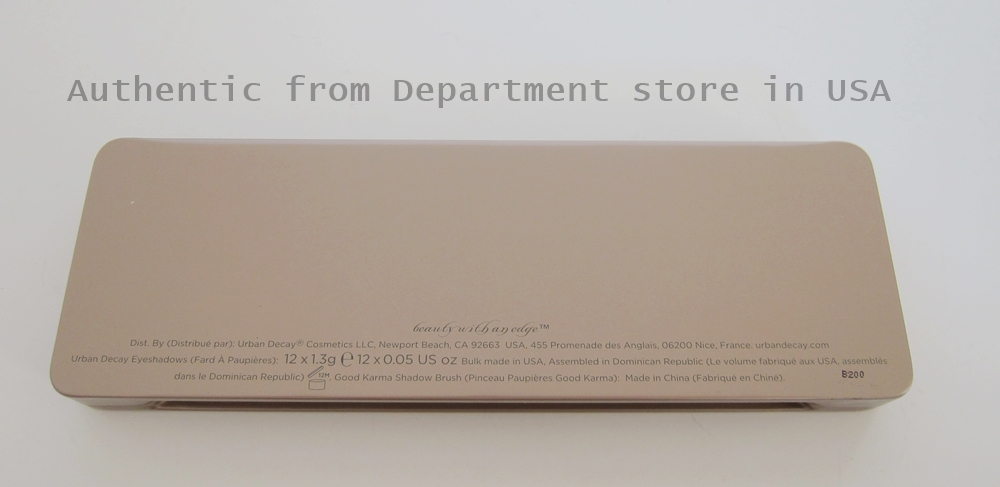 Authentic from Department store in USA
beauty with an edge™
Dist. By (Distribué par): Urban Decay® Cosmetics LLC, Newport Beach, CA 92663 USA, 455 Promenade des Anglais, 06200 Nice, France. urbandecay.com
Urban Decay Eyeshadows (Fard À Paupières): 12 x 1.3g ℮ 12 x 0.05 US OZ Bulk made in USA, Assembled in Dominican Republic (Le volume fabriqué aux USA, assemblés
dans le Dominican Republic) 12M Good Karma Shadow Brush (Pinceau Paupières Good Karma): Made in China (Fabriqué en Chiné).
B200